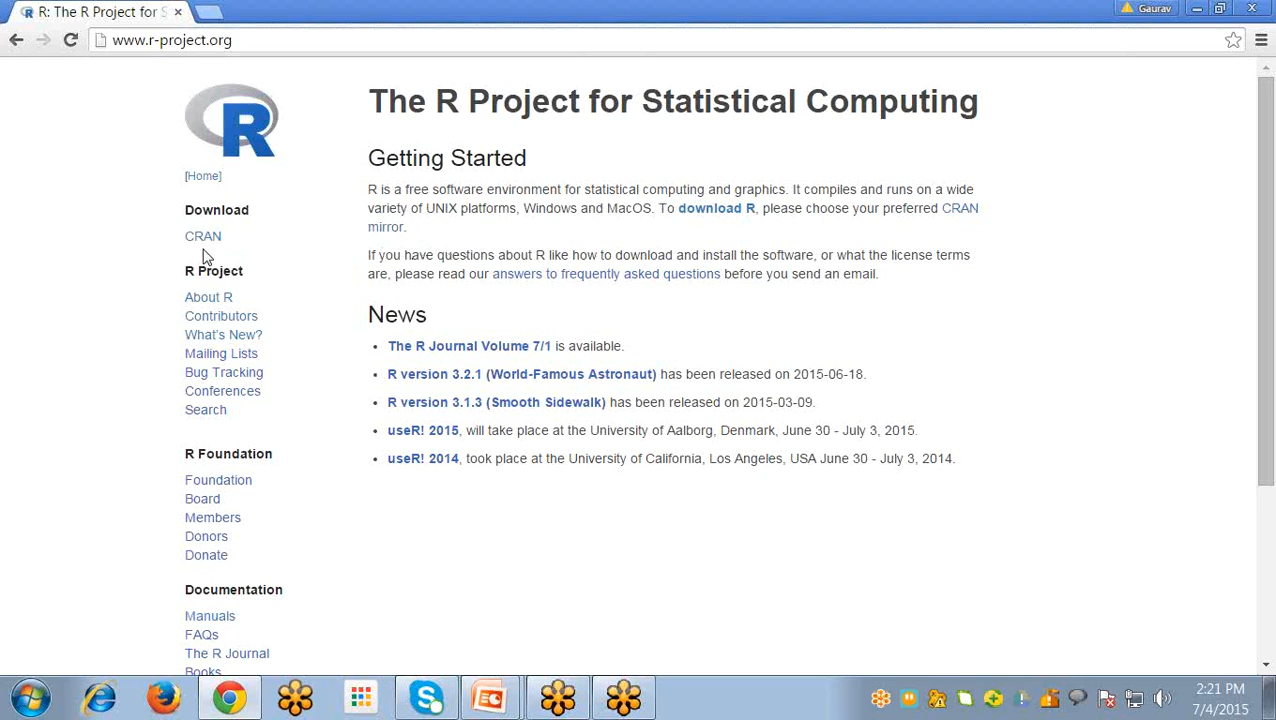 R: The R Project for S
Gaurav
www.r-project.org
R
[Home]
Download
CRAN
R Project
About R
Contributors
What's New?
Mailing Lists
Bug Tracking
Conferences
Search
R Foundation
Foundation
Board
Members
Donors
Donate
Documentation
Manuals
FAQs
The R Journal
Books
The R Project for Statistical Computing
Getting Started
R is a free software environment for statistical computing and graphics. It compiles and runs on a wide
variety of UNIX platforms, Windows and MacOS. To download R, please choose your preferred CRAN
mirror.
If you have questions about R like how to download and install the software, or what the license terms
are, please read our answers to frequently asked questions before you send an email.
News
• The R Journal Volume 7/1 is available.
• R version 3.2.1 (World-Famous Astronaut) has been released on 2015-06-18.
• R version 3.1.3 (Smooth Sidewalk) has been released on 2015-03-09.
• useR! 2015, will take place at the University of Aalborg, Denmark, June 30 - July 3, 2015.
• useR! 2014, took place at the University of California, Los Angeles, USA June 30 - July 3, 2014.
2:21 PM
7/4/2015